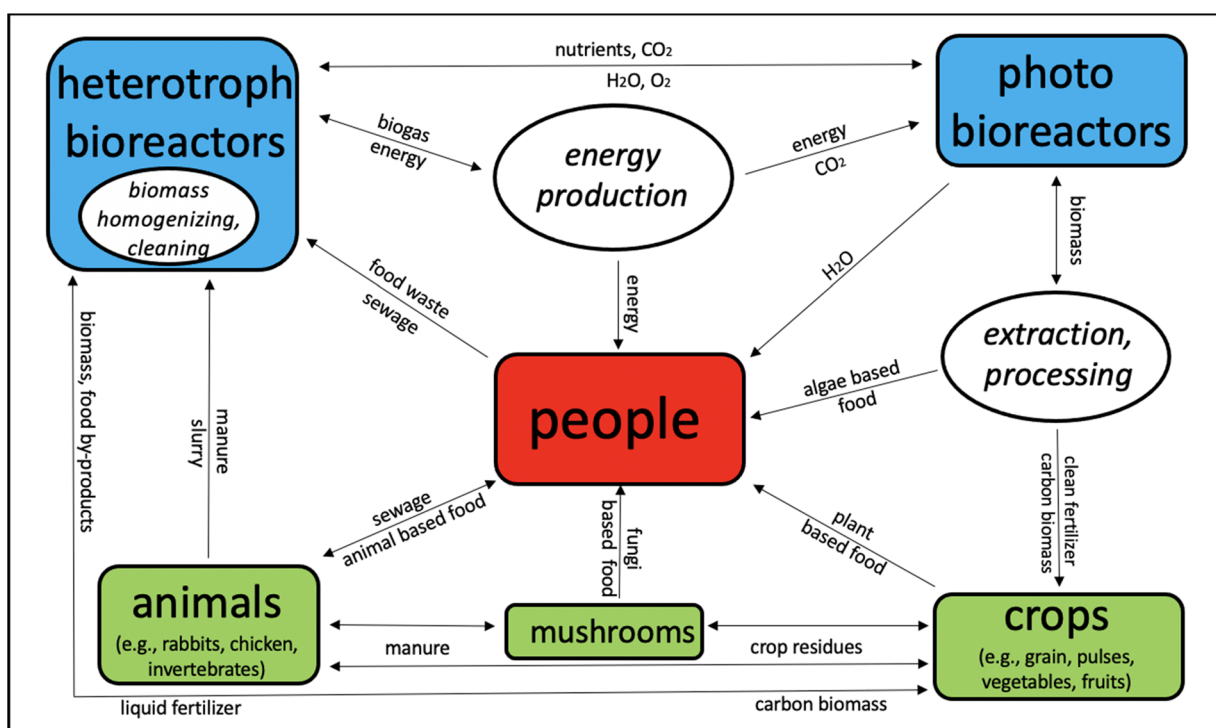 heterotroph
bioreactors
biomass
homogenizing,
cleaning
nutrients, CO₂
H₂O, O₂
photo
bioreactors
biogas
energy
energy
production
energy
CO₂
biomass
H₂O
food waste
sewage
energy
extraction,
processing
people
algae based
food
biomass, food by-products
manure
slurry
sewage
animal based food
fungi
based food
plant
based food
clean fertilizer
carbon biomass
animals
(e.g., rabbits, chicken,
invertebrates)
manure
mushrooms
crop residues
crops
(e.g., grain, pulses,
vegetables, fruits)
liquid fertilizer
carbon biomass